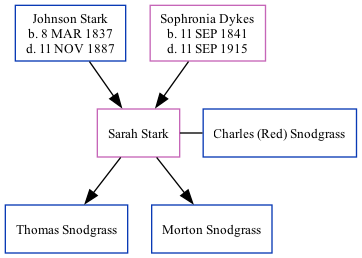 Johnson Stark
b. 8 MAR 1837
d. 11 NOV 1887
Sophronia Dykes
b. 11 SEP 1841
d. 11 SEP 1915
Sarah Stark
Charles (Red) Snodgrass
Thomas Snodgrass
Morton Snodgrass